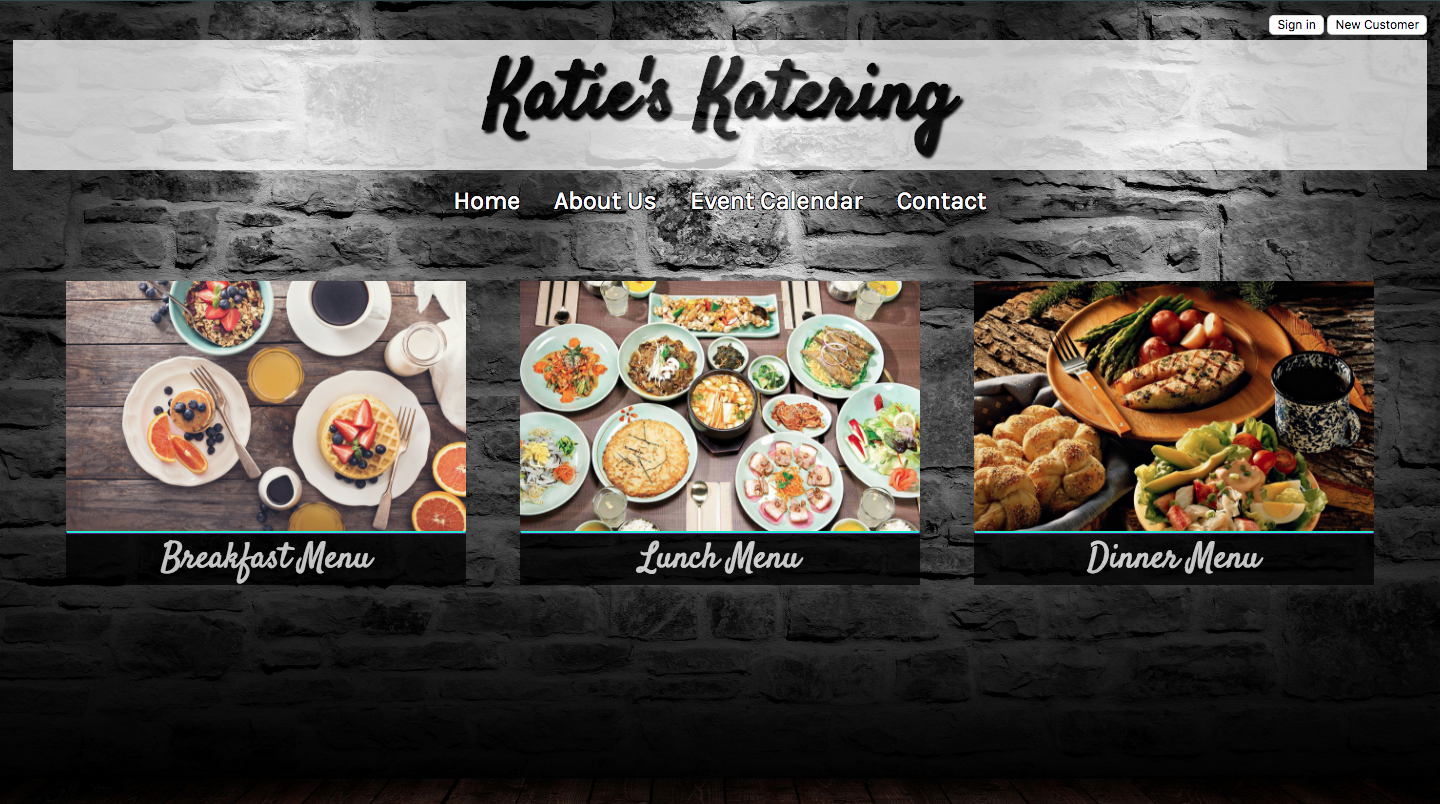 Sign in New Customer
Katie's Katering
Home About Us Event Calendar Contact
Breakfast Menu Lunch Menu Dinner Menu